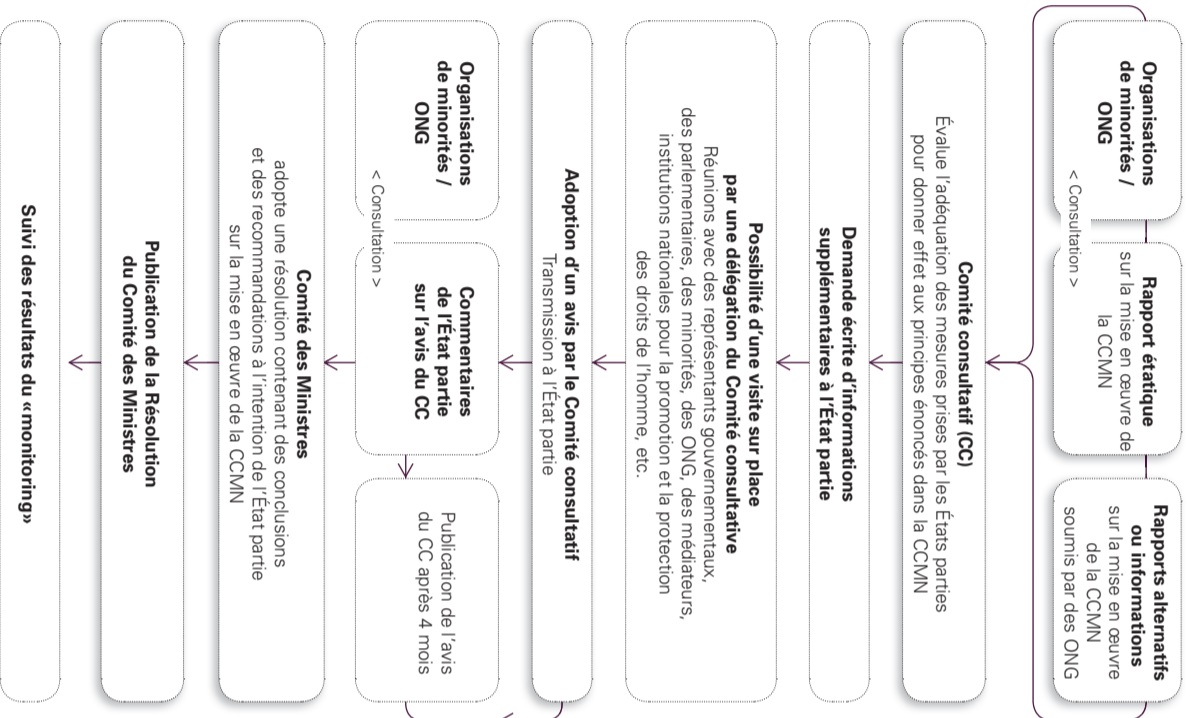 Organisations
de minorités /
ONG
< Consultation >
Rapport étatique
sur la mise en œuvre de
la CCMN
Rapports alternatifs
ou informations
sur la mise en œuvre
de la CCMN
soumis par des ONG
Comité consultatif (CC)
Évalue l'adéquation des mesures prises par les États parties
pour donner effet aux principes énoncés dans la CCMN
Demande écrite d'informations
supplémentaires à l'État partie
Possibilité d'une visite sur place
par une délégation du Comité consultative
Réunions avec des représentants gouvernementaux,
des parlementaires, des minorités, des ONG, des médiateurs,
institutions nationales pour la promotion et la protection
des droits de l'homme, etc.
Adoption d'un avis par le Comité consultatif
Transmission à l'État partie
Organisations
de minorités /
ONG
< Consultation >
Commentaires
de l'État partie
sur l'avis du CC
Publication de l'avis
du CC après 4 mois
Comité des Ministres
adopte une résolution contenant des conclusions
et des recommandations à l'intention de l'État partie
sur la mise en œuvre de la CCMN
Publication de la Résolution
du Comité des Ministres
Suivi des résultats du «monitoring»